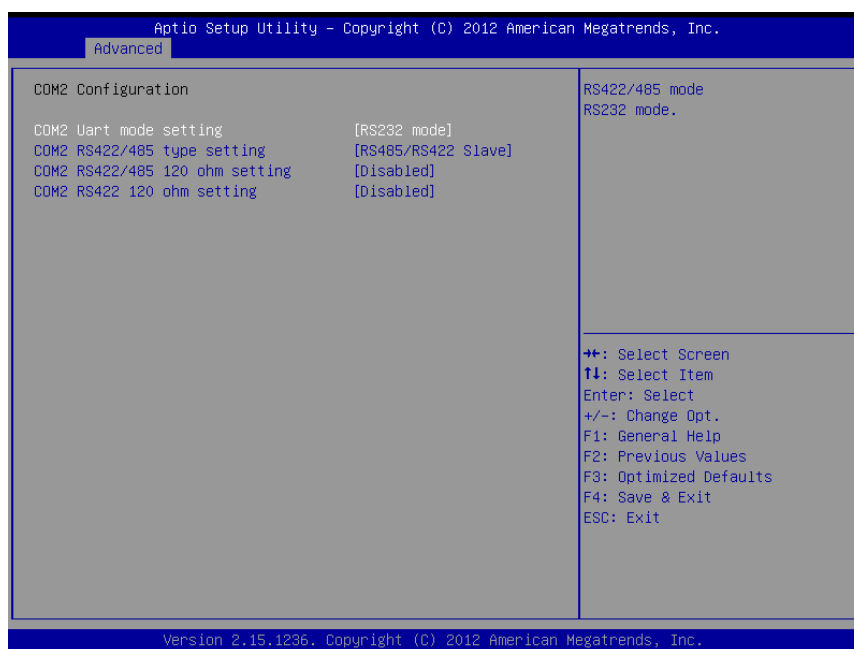 Aptio Setup Utility – Copyright (C) 2012 American Megatrends, Inc.
Advanced
COM2 Configuration
COM2 Uart mode setting [RS232 mode]
COM2 RS422/485 type setting [RS485/RS422 Slave]
COM2 RS422/485 120 ohm setting [Disabled]
COM2 RS422 120 ohm setting [Disabled]
RS422/485 mode
RS232 mode.
→←: Select Screen
↑↓: Select Item
Enter: Select
+/-: Change Opt.
F1: General Help
F2: Previous Values
F3: Optimized Defaults
F4: Save & Exit
ESC: Exit
Version 2.15.1236. Copyright (C) 2012 American Megatrends, Inc.